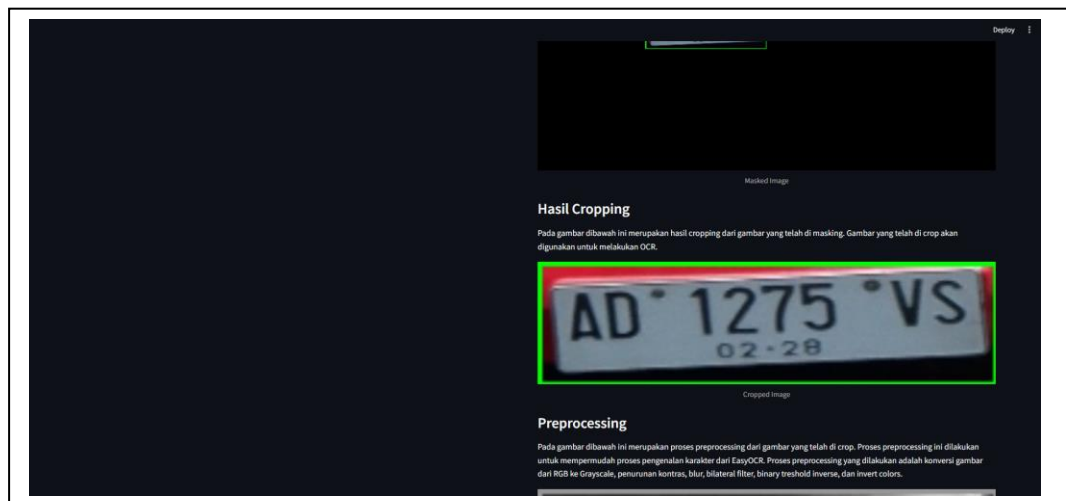 Deploy
Masked Image
Hasil Cropping
Pada gambar dibawah ini merupakan hasil cropping dari gambar yang telah di masking. Gambar yang telah di crop akan
digunakan untuk melakukan OCR.
AD 1275 VS
02-28
Cropped Image
Preprocessing
Pada gambar dibawah ini merupakan proses preprocessing dari gambar yang telah di crop. Proses preprocessing ini dilakukan
untuk mempermudah proses pengenalan karakter dari EasyOCR. Proses preprocessing yang dilakukan adalah konversi gambar
dari RGB ke Grayscale, penurunan kontras, blur, bilateral filter, binary treshold inverse, dan invert colors.